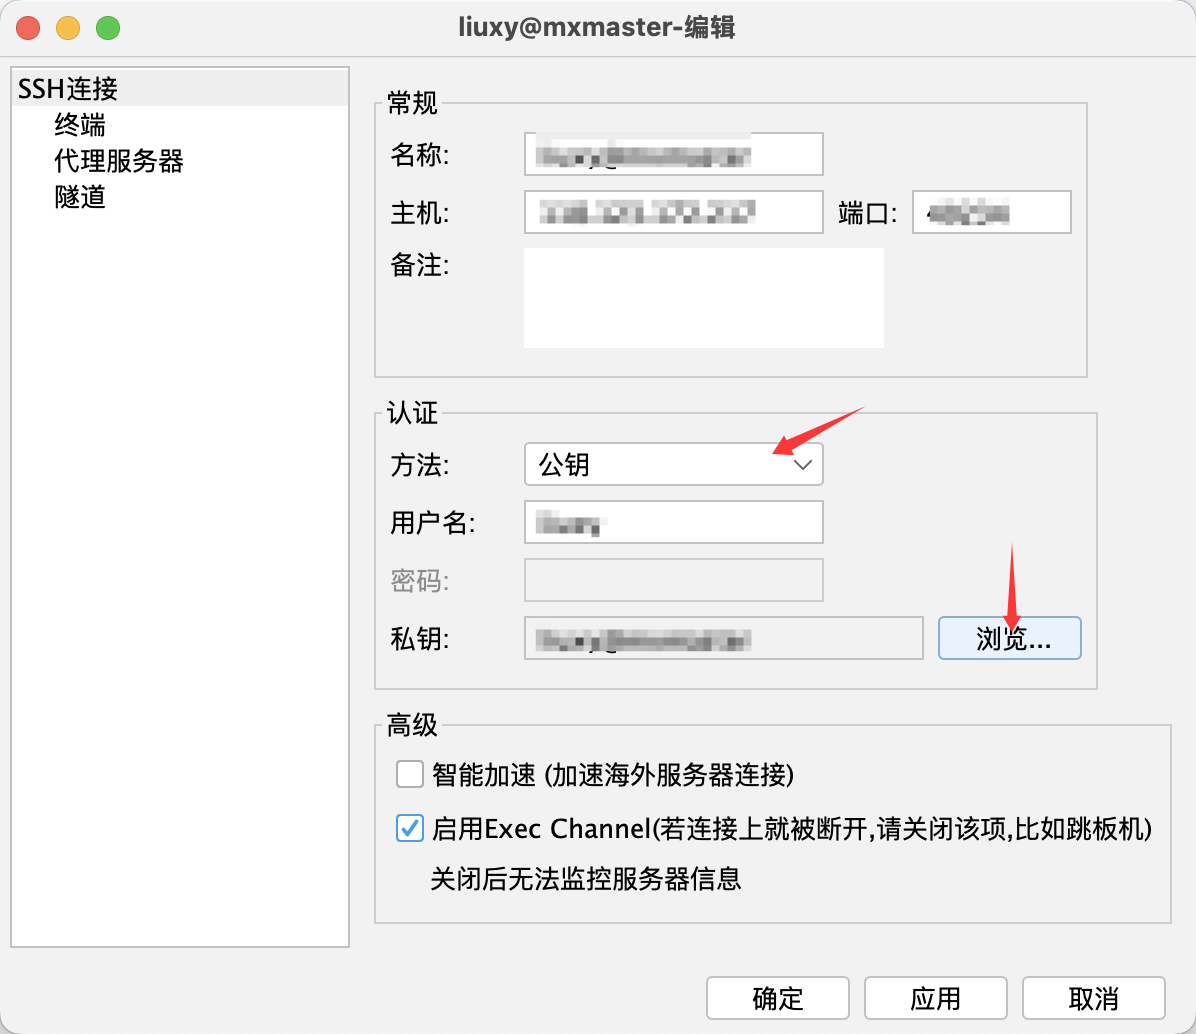 liuxy@mxmaster-编辑
SSH连接
终端
代理服务器
隧道
常规
名称:
主机:
端口:
备注:
认证
方法:
公钥
用户名:
密码:
私钥:
浏览...
高级
智能加速 (加速海外服务器连接)
启用Exec Channel(若连接上就被断开,请关闭该项,比如跳板机)
关闭后无法监控服务器信息
确定
应用
取消